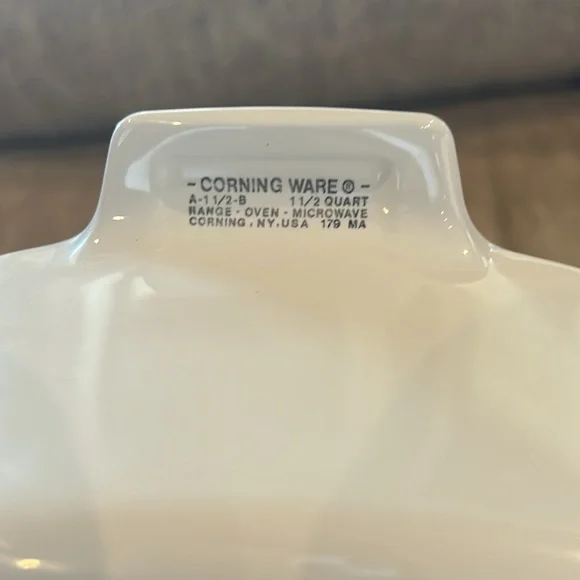 - CORNING WARE ® -
A-1 1/2-B 1 1/2 QUART
RANGE - OVEN - MICROWAVE
CORNING, NY, USA 179 MA